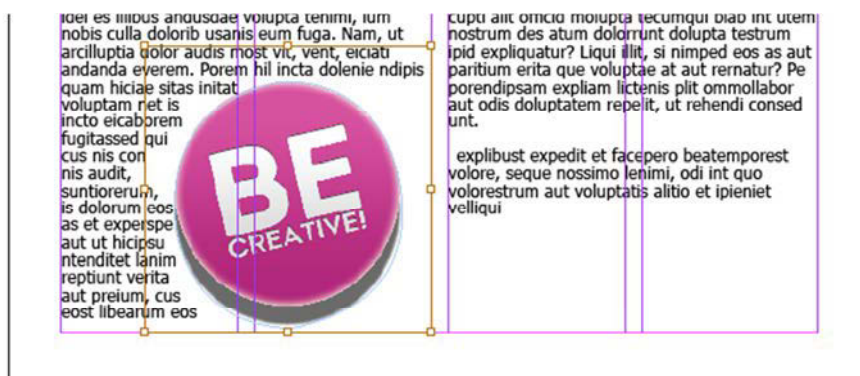 idel es illibus andusdae volupta tenimi, ium
nobis culla dolorib usanis eum fuga. Nam, ut
arcilluptia dolor audis most vit, vent, eiciati
andanda everem. Porem hil incta dolenie ndipis
quam hiciae sitas initat
voluptam net is
incto eicaborem
fugitassed qui
cus nis con
nis audit,
suntiorerum,
is dolorum eos
as et experspe
aut ut hicipsu
ntenditet lanim
reptiunt verita
aut preium, cus
eost libearum eos
BE
CREATIVE!
cupti alit officid molupta tecumqui blab int utem
nostrum des atum dolorrunt dolupta testrum
ipid expliquatur? Liqui illit, si nimped eos as aut
paritium erita que voluptae at aut rernatur? Pe
porendipsam expliam lictenis plit ommollabor
aut odis doluptatem repelit, ut rehendi consed
unt.
explibust expedit et facepero beatemporest
volore, seque nossimo lenimi, odi int quo
volorestrum aut voluptatis alitio et ipieniet
velliqui